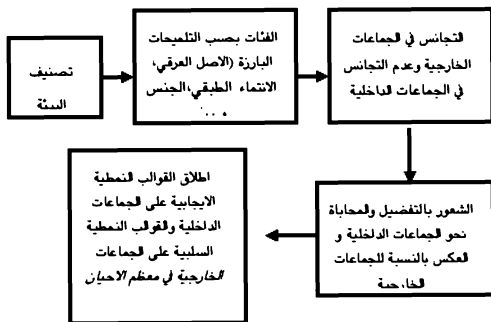 تصنيف
البيئة
الفئات بحسب التلميحات
البارزة (الاصل العرقي،
الانتماء الطبقي،الجنس
،...
التجانس في الجماعات
الخارجية وعدم التجانس
في الجماعات الداخلية
الشعور بالتفضيل والمحاباة
نحو الجماعات الداخلية و
العكس بالنسبة للجماعات
الخارجية
اطلاق القوالب النمطية
الايجابية على الجماعات
الداخلية والقوالب النمطية
السلبية على الجماعات
الخارجية في معظم الاحيان